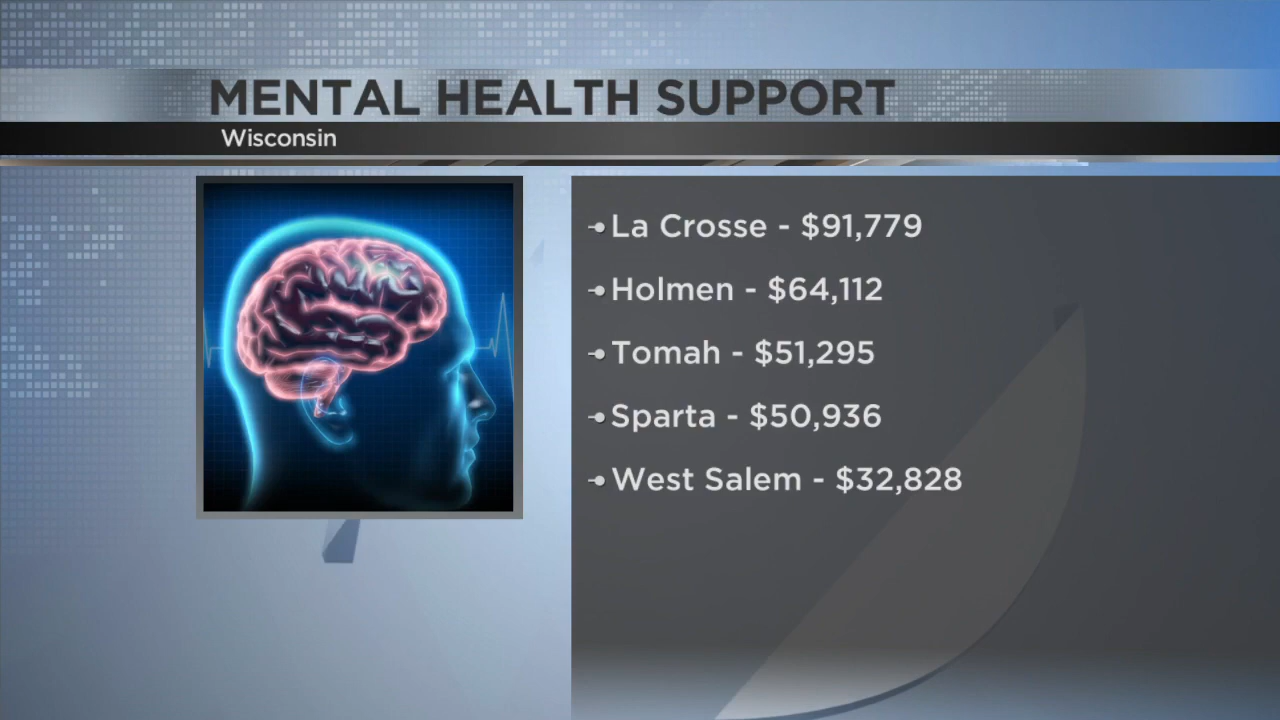 MENTAL HEALTH SUPPORT
Wisconsin
La Crosse - $91,779
Holmen - $64,112
Tomah - $51,295
Sparta - $50,936
West Salem - $32,828